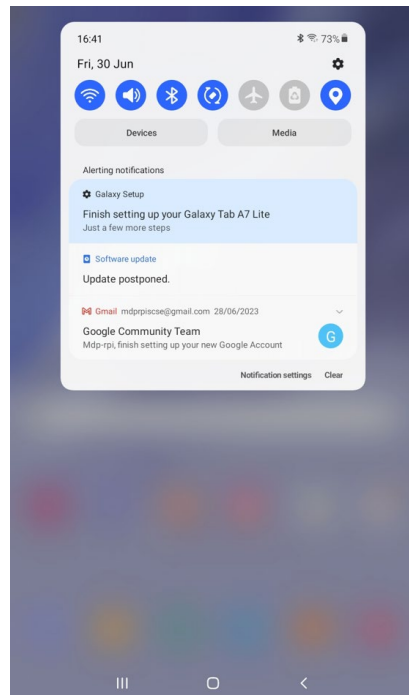 16:41
73%
Fri, 30 Jun
Devices
Media
Alerting notifications
Galaxy Setup
Finish setting up your Galaxy Tab A7 Lite
Just a few more steps
Software update
Update postponed.
Gmail mdprpiscse@gmail.com 28/06/2023
Google Community Team
Mdp-rpi, finish setting up your new Google Account
G
Notification settings Clear